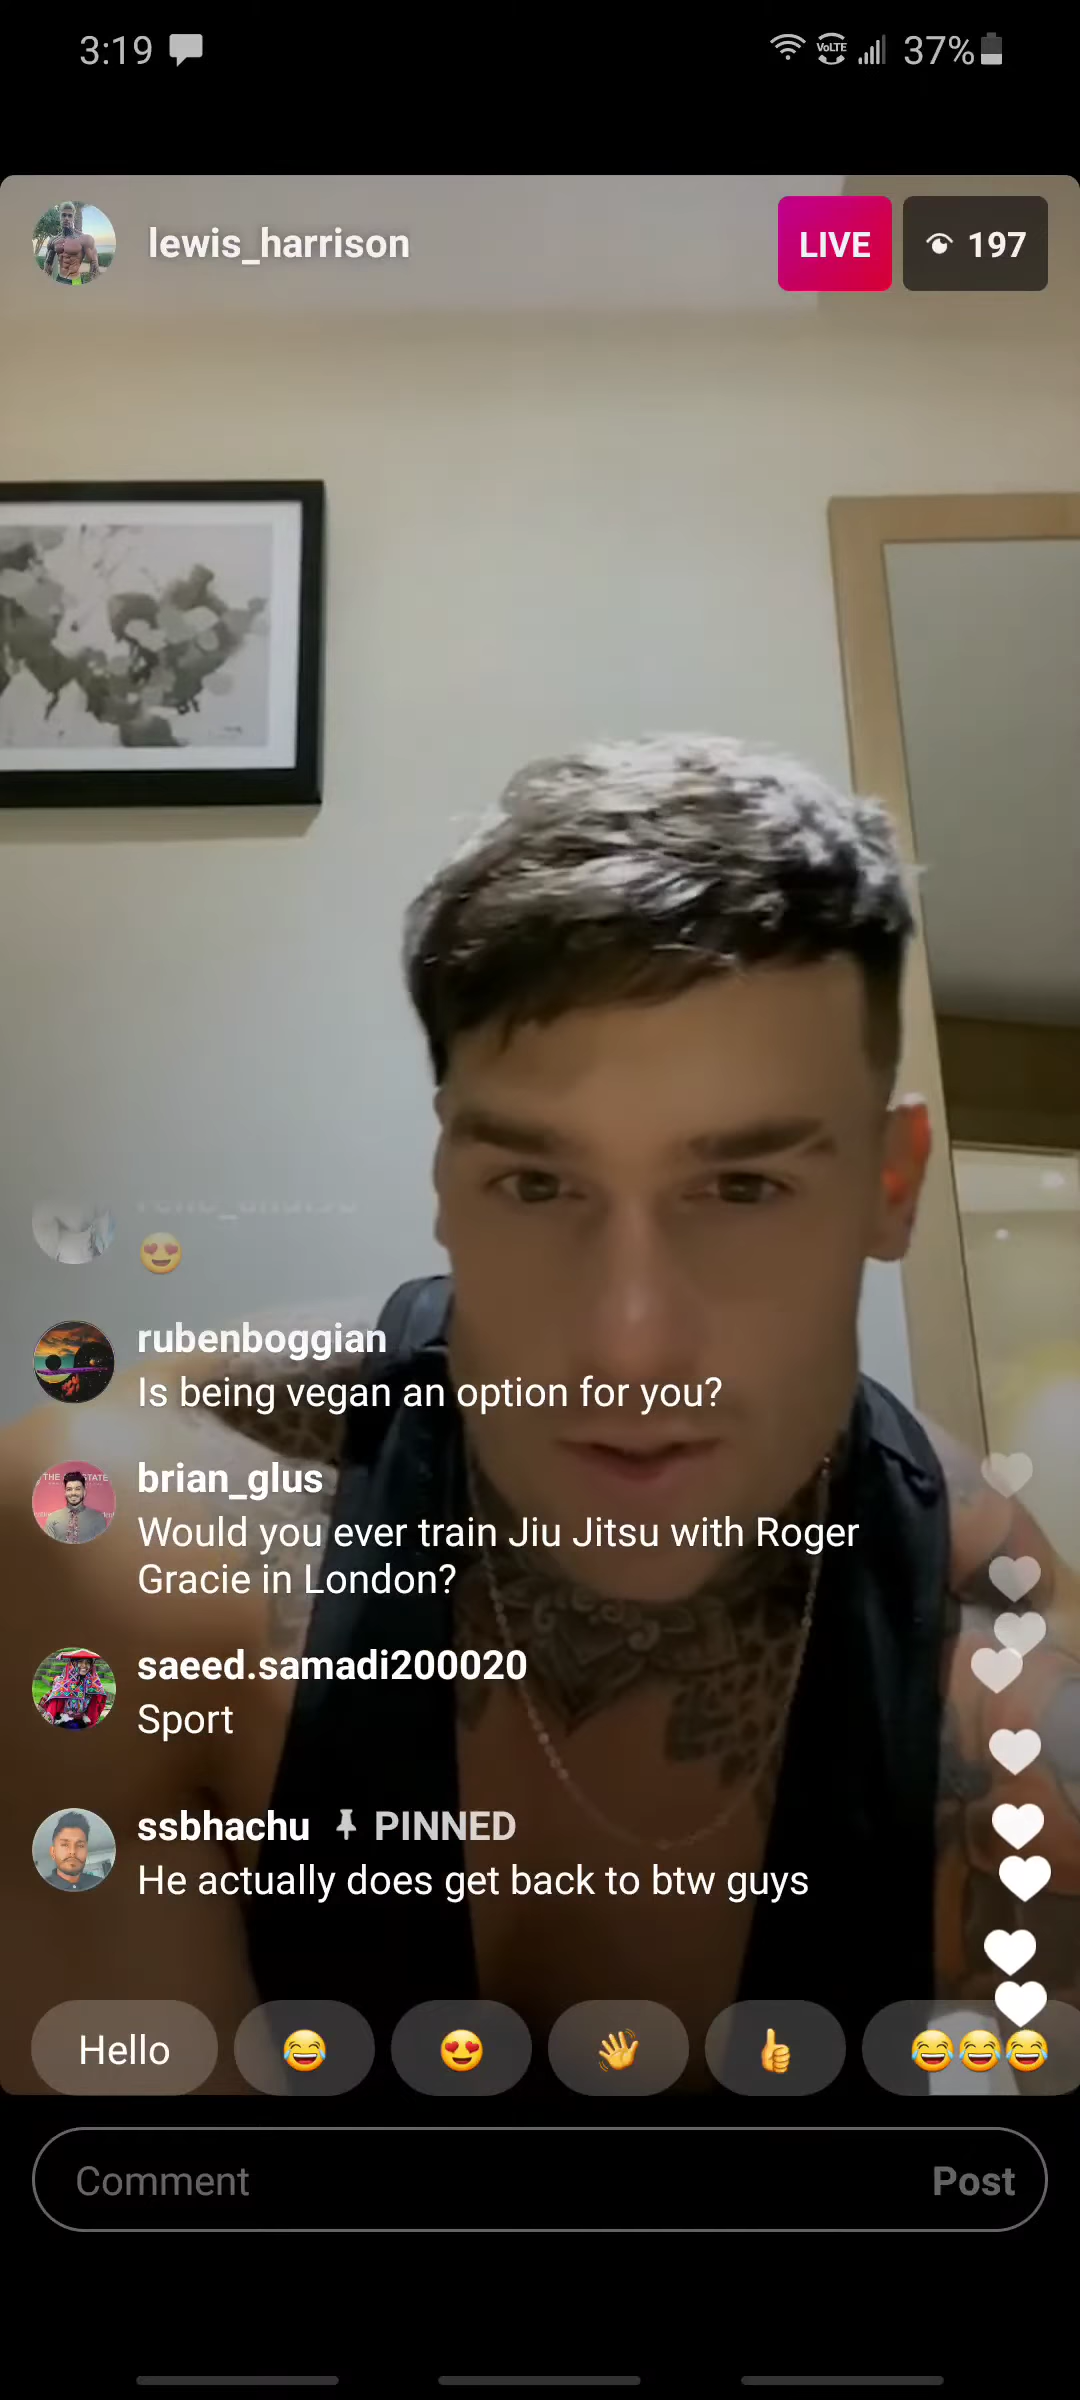 3:19
VoLTE
37%
lewis_harrison
LIVE
197
😍
rubenboggian
Is being vegan an option for you?
brian_glus
Would you ever train Jiu Jitsu with Roger
Gracie in London?
saeed.samadi200020
Sport
ssbhachu PINNED
He actually does get back to btw guys
Hello 😂 😍 👋 👍 😂😂😂
Comment Post